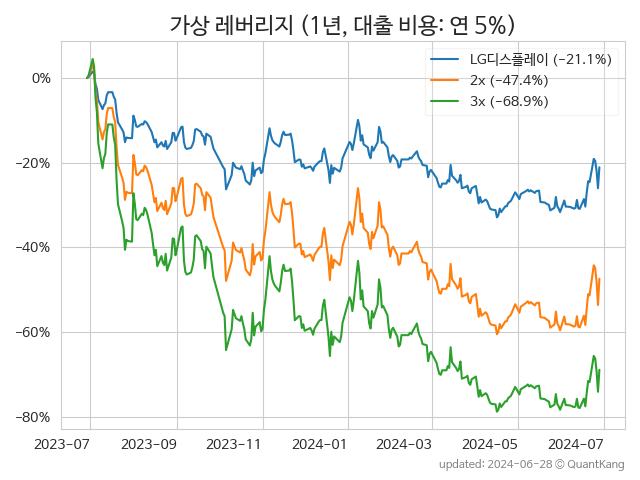 가상 레버리지 (1년, 대출 비용: 연 5%)
LG디스플레이 (−21.1%)
2x (−47.4%)
3x (−68.9%)
0%
−20%
−40%
−60%
−80%
2023-07 2023-09 2023-11 2024-01 2024-03 2024-05 2024-07
updated: 2024-06-28 © QuantKang